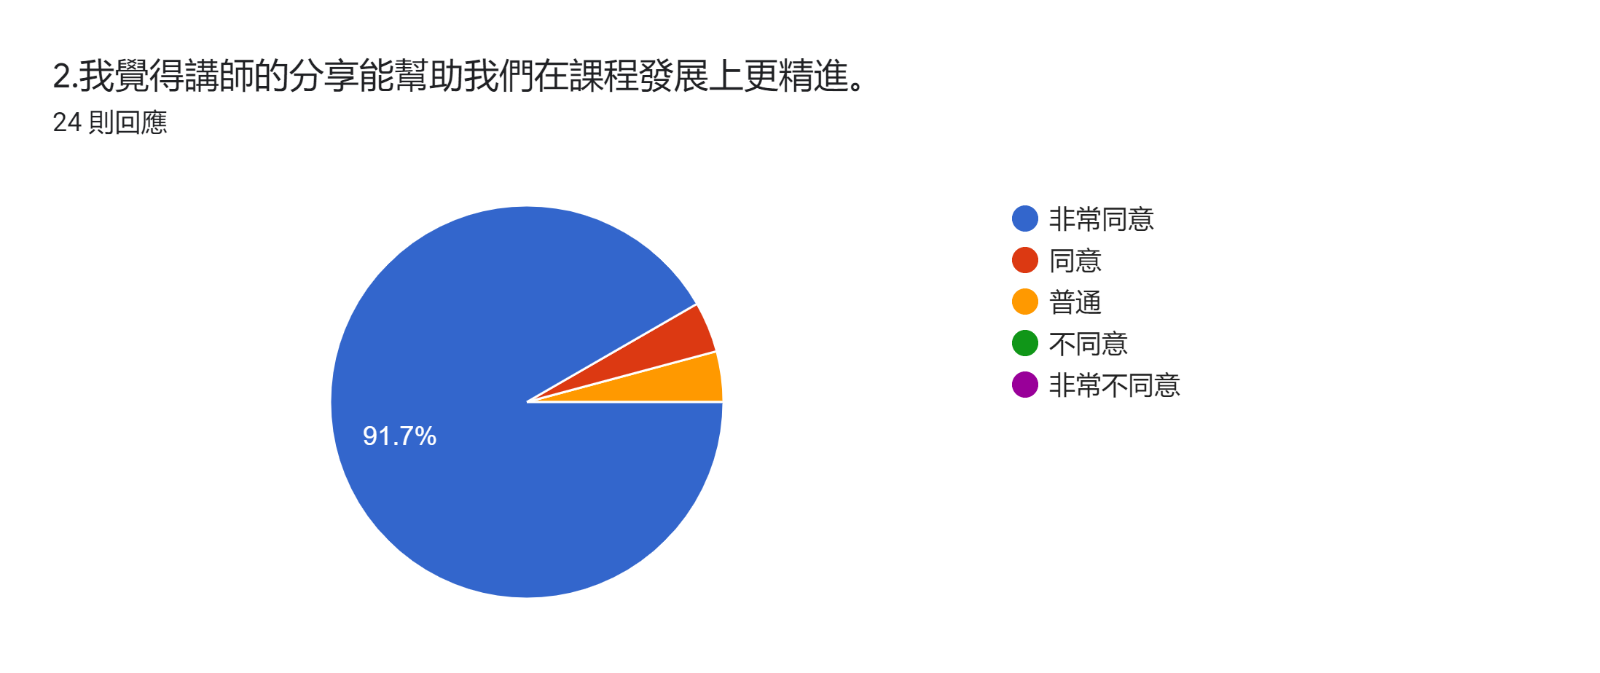 2.我覺得講師的分享能幫助我們在課程發展上更精進。
24 則回應
非常同意
同意
普通
不同意
非常不同意
91.7%